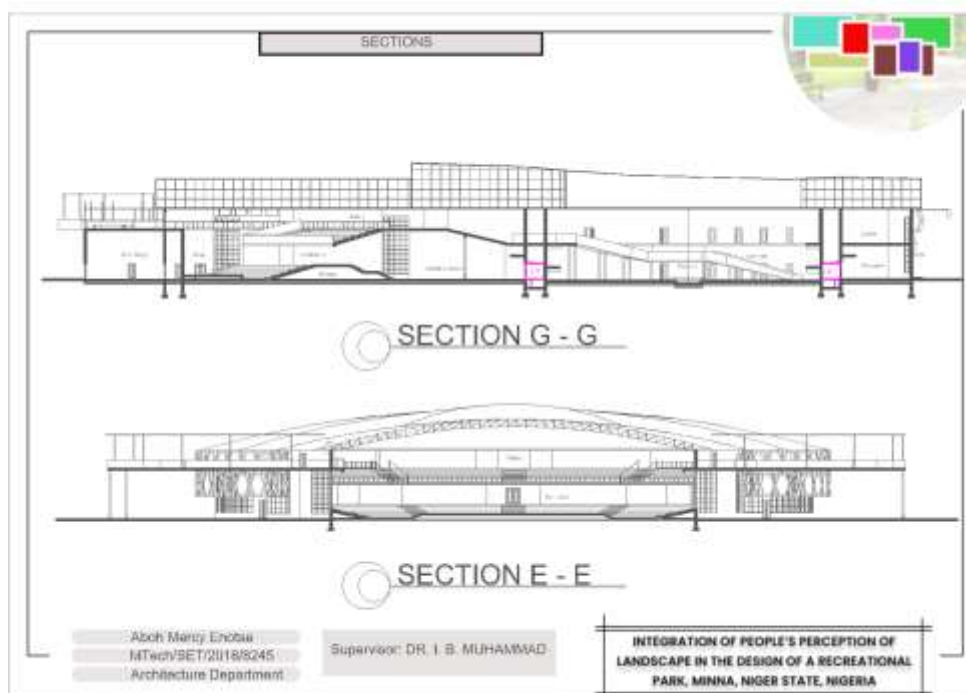 SECTIONS
SECTION G - G
SECTION E - E
Aboh Mercy Enotse
MTech/SET/2018/8245
Architecture Department
Supervisor: DR. I. B. MUHAMMAD
INTEGRATION OF PEOPLE'S PERCEPTION OF
LANDSCAPE IN THE DESIGN OF A RECREATIONAL
PARK, MINNA, NIGER STATE, NIGERIA